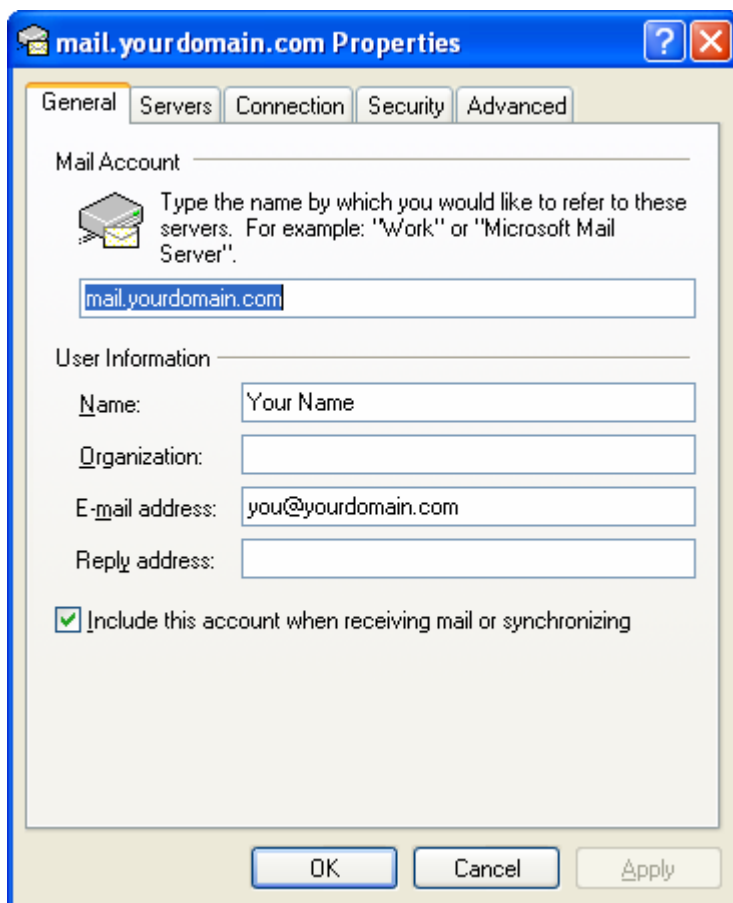 mail.yourdomain.com Properties
General Servers Connection Security Advanced
Mail Account
Type the name by which you would like to refer to these
servers. For example: "Work" or "Microsoft Mail
Server".
mail.yourdomain.com
User Information
Name: Your Name
Organization:
E-mail address: you@yourdomain.com
Reply address:
Include this account when receiving mail or synchronizing
OK Cancel Apply